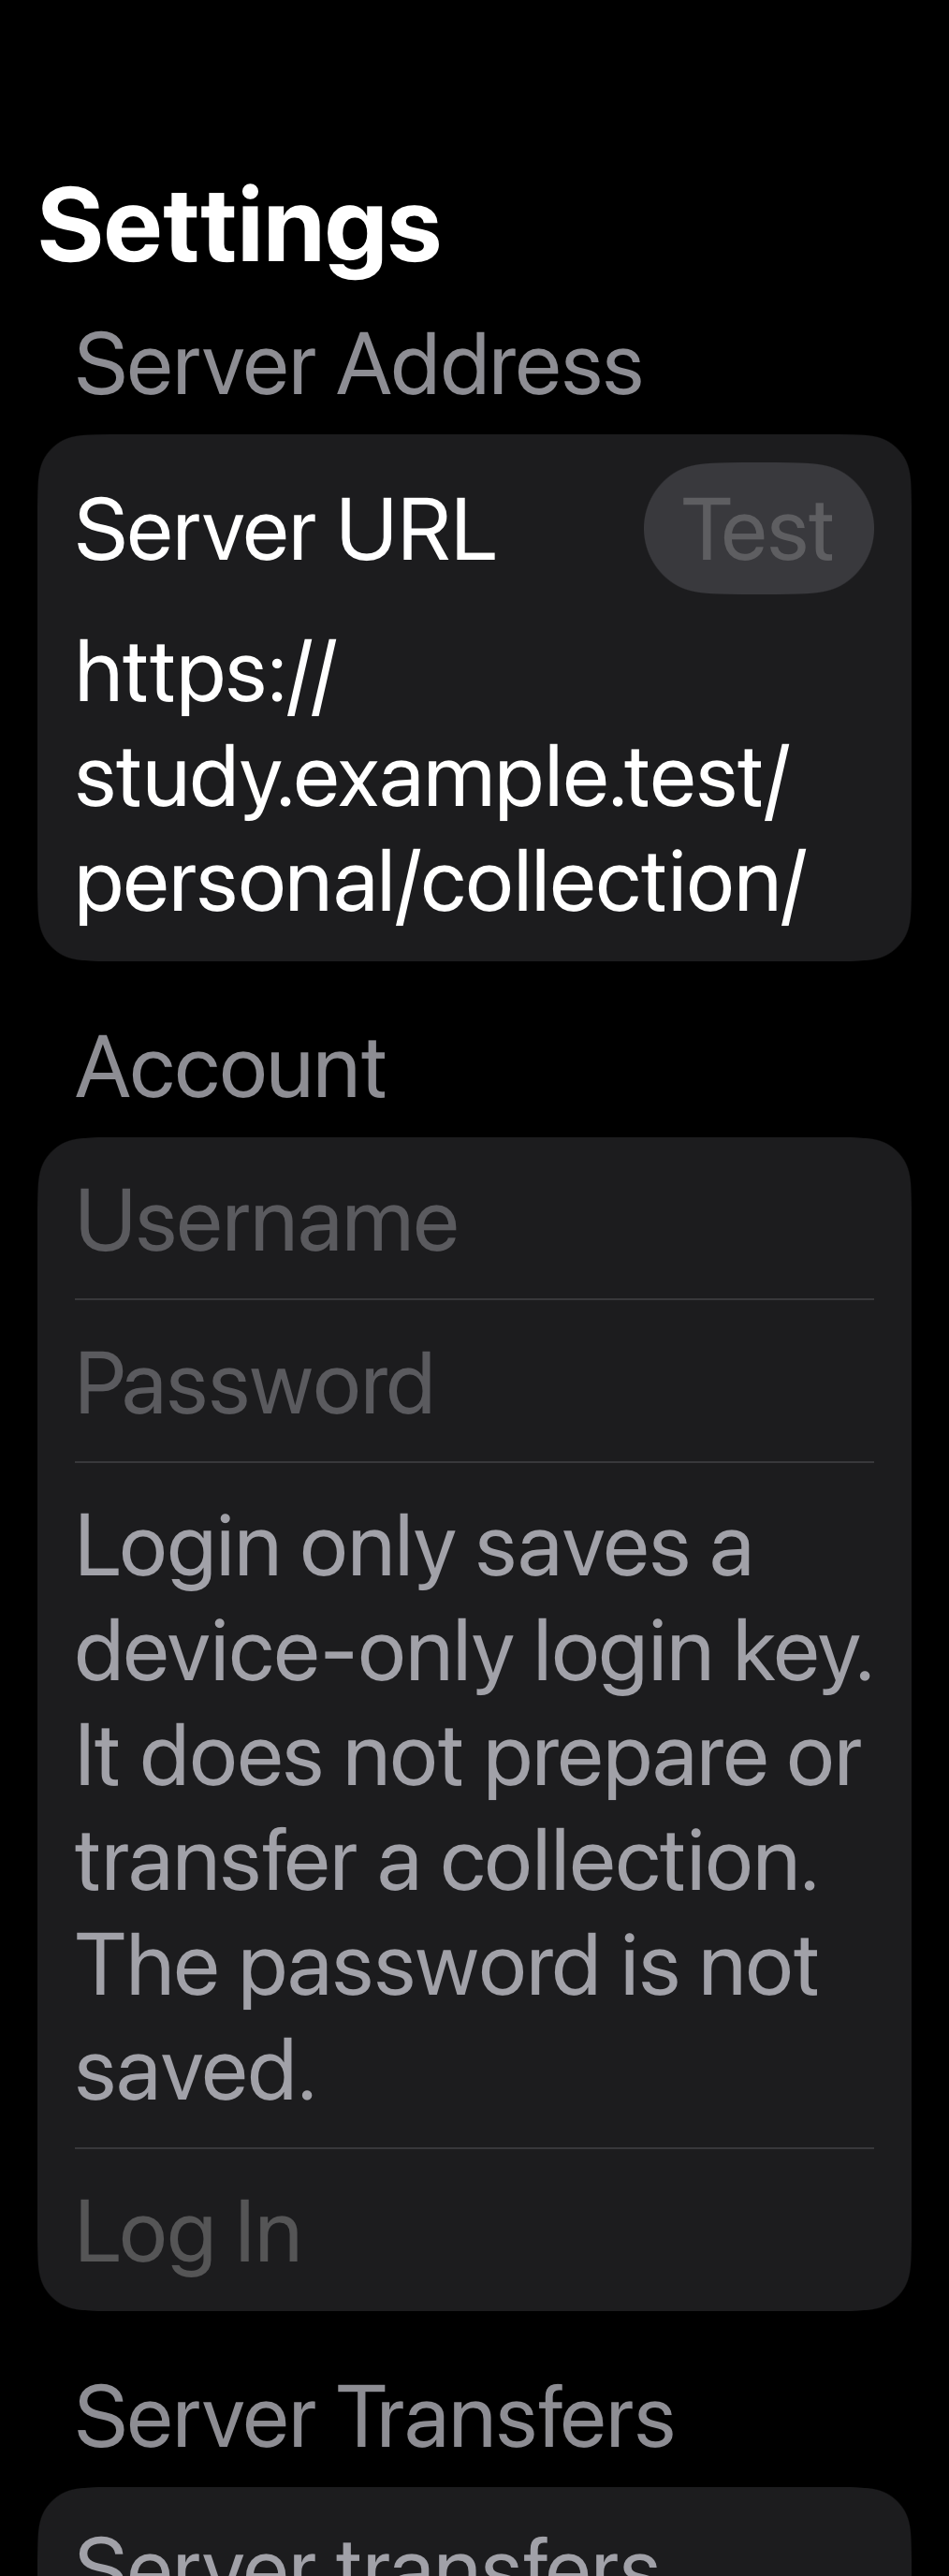 Settings
Server Address
Server URL
Test
https://
study.example.test/
personal/collection/
Account
Username
Password
Login only saves a
device-only login key.
It does not prepare or
transfer a collection.
The password is not
saved.
Log In
Server Transfers
Server transfers